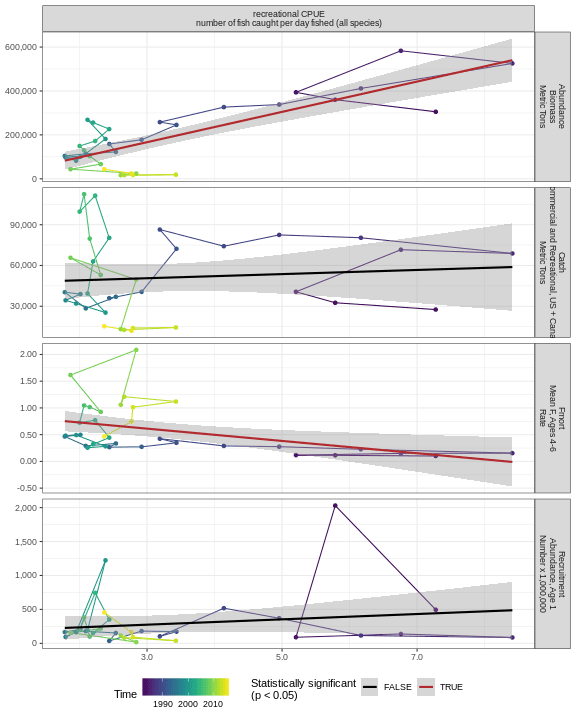 recreational CPUE
number of fish caught per day fished (all species)
600,000
400,000
200,000
0
Abundance
Biomass
Metric Tons
90,000
60,000
30,000
Catch
ommercial and Recreational, US + Cana
Metric Tons
2.00
1.50
1.00
0.50
0.00
-0.50
Fmort
Mean F, Ages 4-6
Rate
2,000
1,500
1,000
500
0
Recruitment
Abundance, Age 1
Number x 1,000,000
3.0 5.0 7.0
Time
1990 2000 2010
Statistically significant
(p < 0.05)
FALSE
TRUE